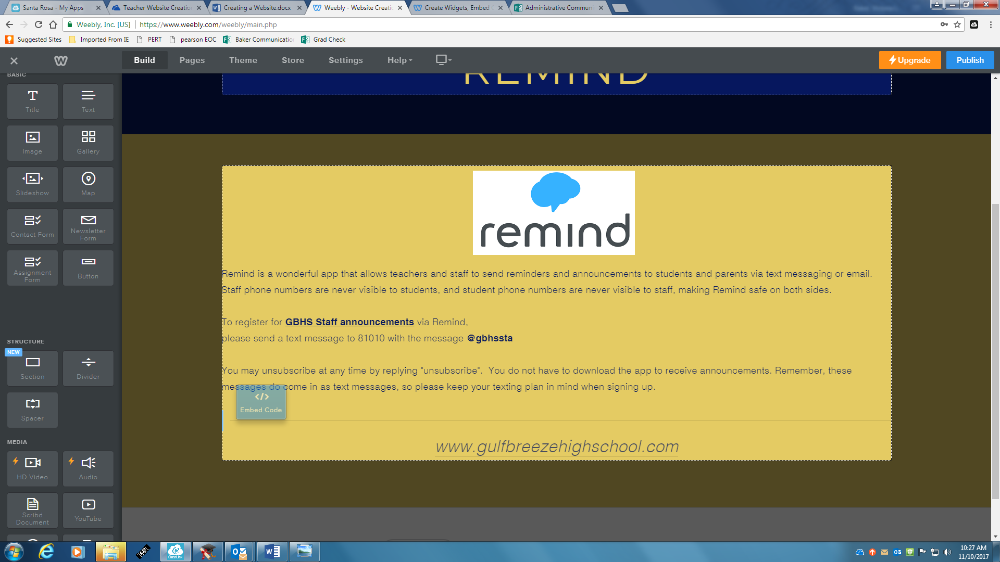 Santa Rosa - My Apps
Teacher Website Creatio
Creating a Website.docx
Weebly - Website Creati
Create Widgets, Embed C
Administrative Commun
Weebly, Inc. [US]
https://www.weebly.com/weebly/main.php
Suggested Sites
Imported From IE
PERT
pearson EOC
Baker Communicatio
Grad Check
Build
Pages
Theme
Store
Settings
Help
Upgrade
Publish
BASIC
Title
Text
Image
Gallery
Slideshow
Map
Contact Form
Newsletter
Form
Assignment
Form
Button
STRUCTURE
NEW
Section
Divider
Spacer
MEDIA
HD Video
Audio
Scribd
Document
YouTube
REMIND
remind
Remind is a wonderful app that allows teachers and staff to send reminders and announcements to students and parents via text messaging or email.
Staff phone numbers are never visible to students, and student phone numbers are never visible to staff, making Remind safe on both sides.
To register for GBHS Staff announcements via Remind,
please send a text message to 81010 with the message @gbhssta
You may unsubscribe at any time by replying "unsubscribe".  You do not have to download the app to receive announcements. Remember, these
messages do come in as text messages, so please keep your texting plan in mind when signing up.
</>
Embed Code
www.gulfbreezehighschool.com
ClassLink
10:27 AM
11/10/2017